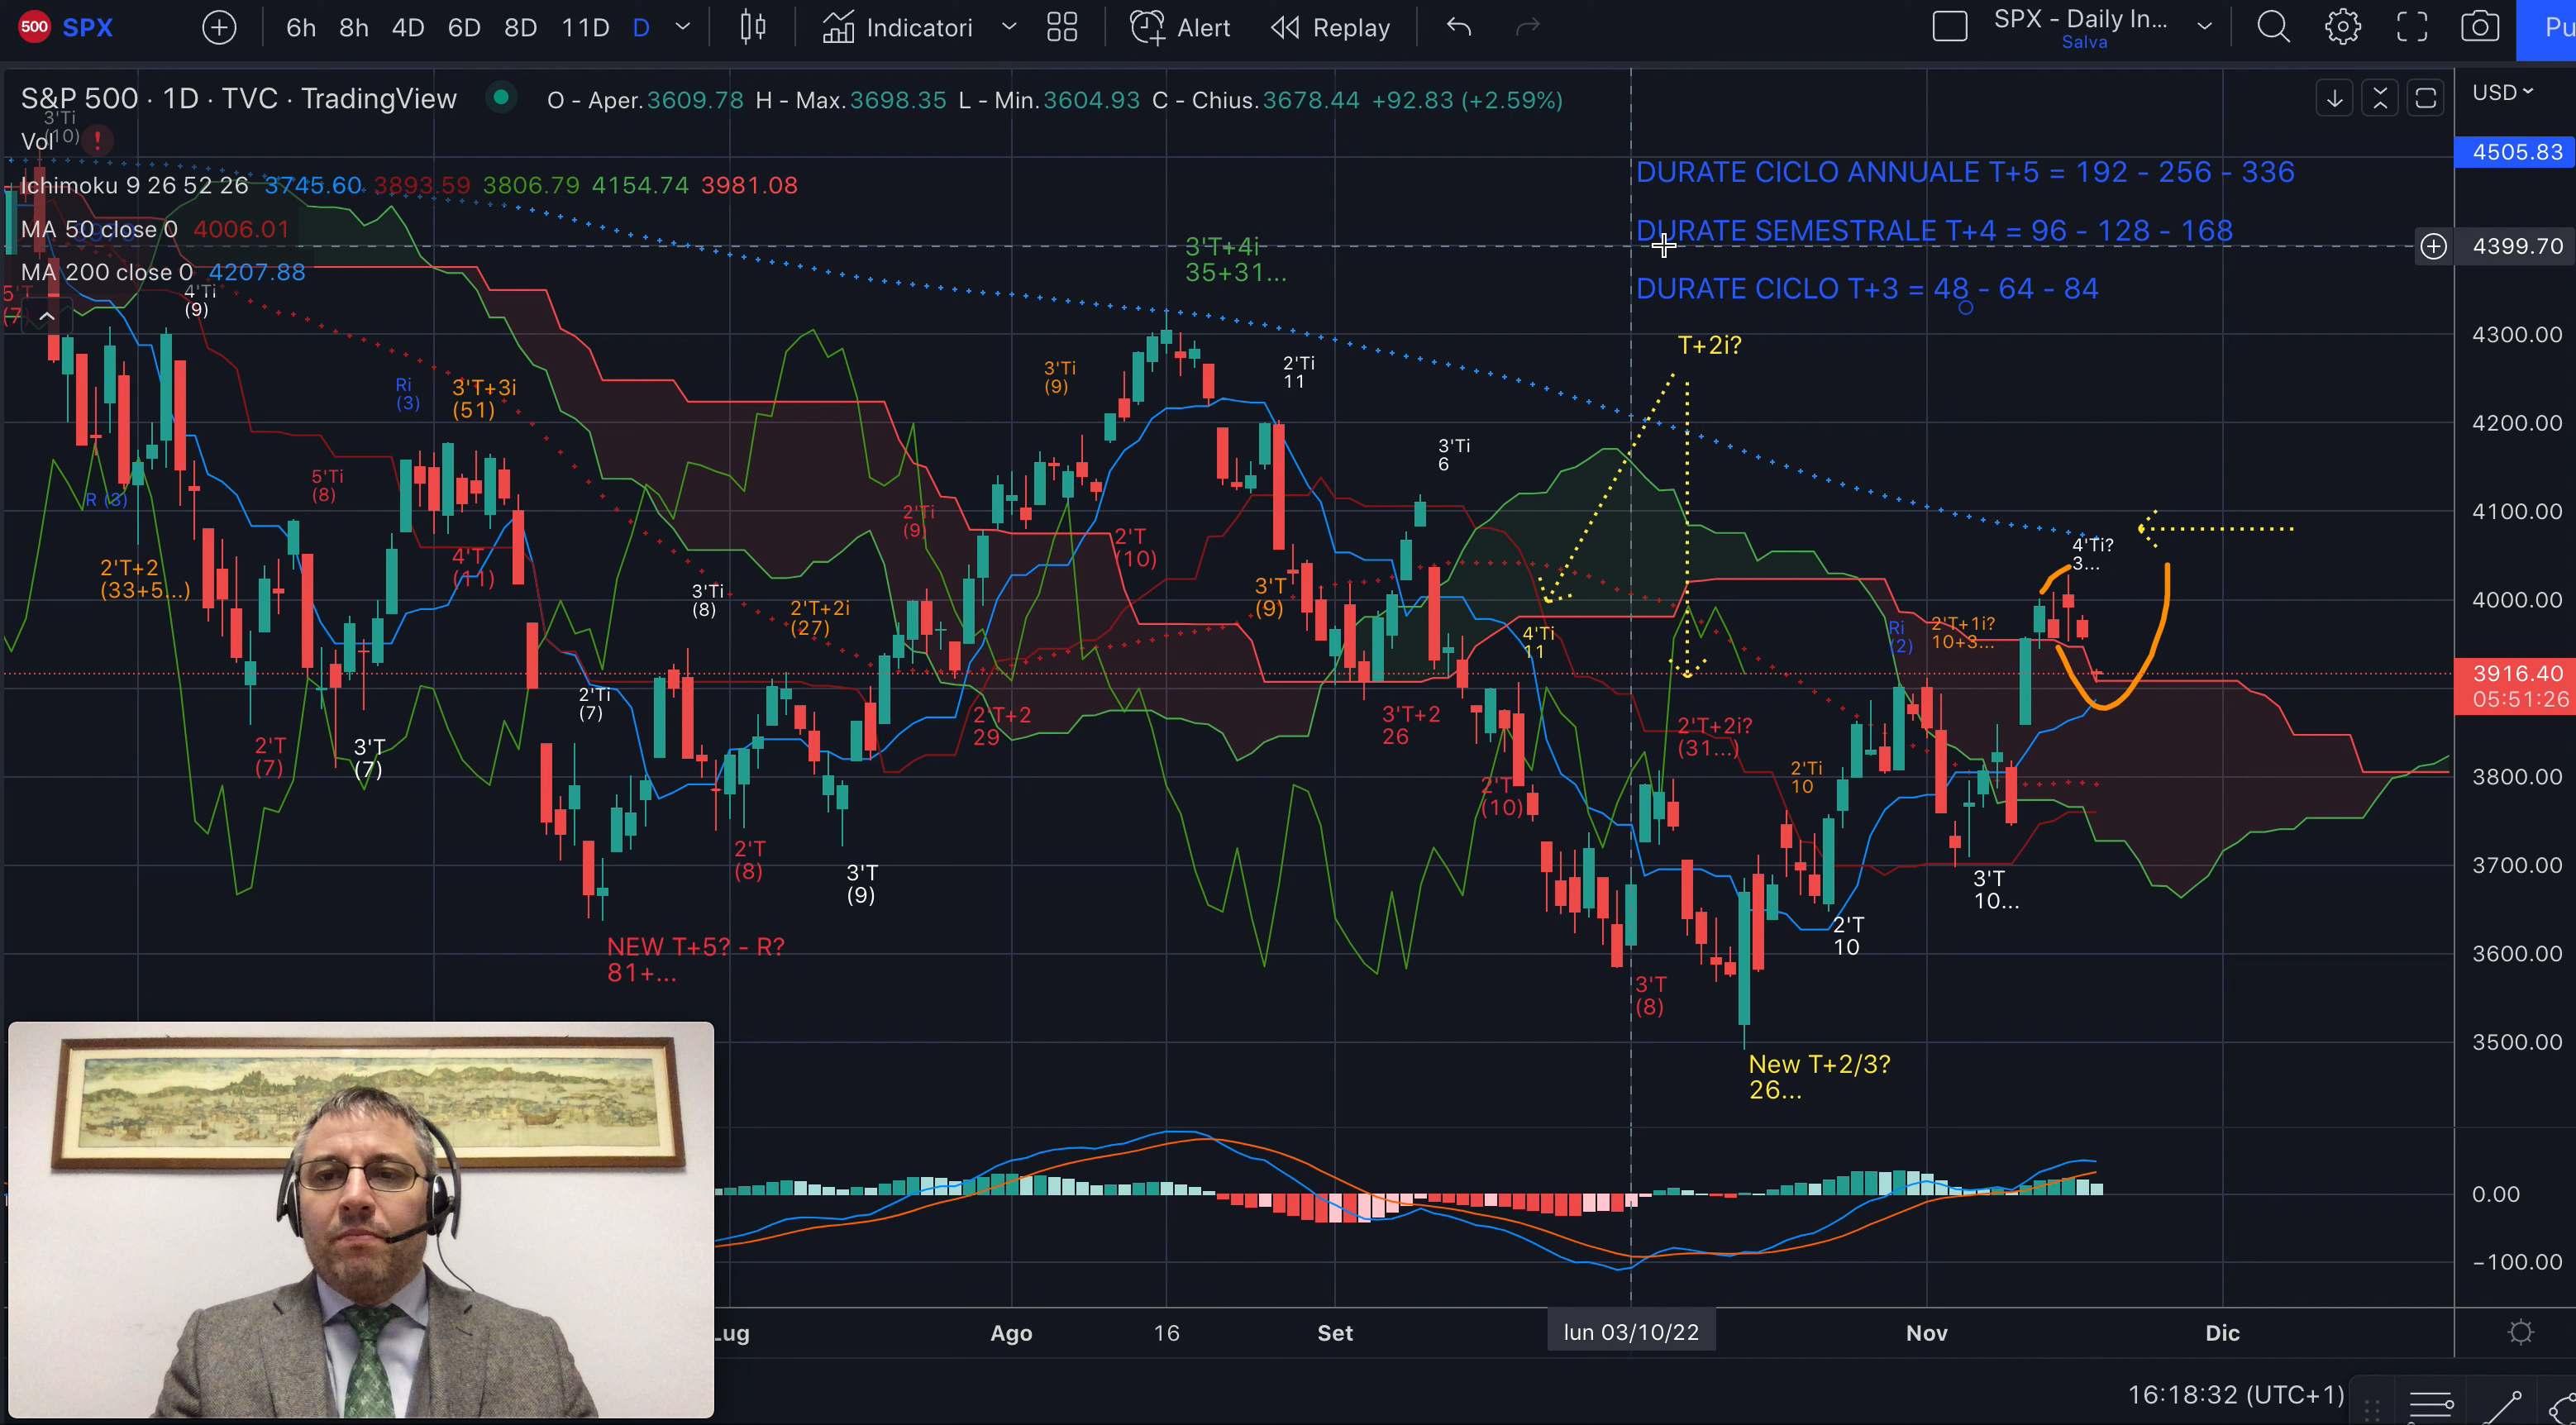 500 SPX 6h 8h 4D 6D 8D 11D D Indicatori Alert Replay SPX - Daily In... Pu
Salva
S&P 500 · 1D · TVC · TradingView O - Aper.3609.78 H - Max.3698.35 L - Min.3604.93 C - Chius.3678.44 +92.83 (+2.59%)
USD
3'Ti
(10)
Vol !
Ichimoku 9 26 52 26 3745.60 3893.59 3806.79 4154.74 3981.08
MA 50 close 0 4006.01
MA 200 close 0 4207.88
DURATE CICLO ANNUALE T+5 = 192 - 256 - 336
DURATE SEMESTRALE T+4 = 96 - 128 - 168
DURATE CICLO T+3 = 48 - 64 - 84
4505.83
4399.70
4300.00
4200.00
4100.00
4000.00
3916.40
05:51:26
3800.00
3700.00
3600.00
3500.00
0.00
−100.00
5'T
(7
4'Ti
(9)
R (3)
2'T+2
(33+5...)
2'T
(7)
5'Ti
(8)
3'T
(7)
Ri
(3)
3'T+3i
(51)
4'T
(11)
2'Ti
(7)
NEW T+5? - R?
81+...
3'Ti
(8)
2'T
(8)
2'T+2i
(27)
3'T
(9)
2'Ti
(9)
2'T+2
29
3'Ti
(9)
2'T
(10)
3'T+4i
35+31...
2'Ti
11
3'T
(9)
3'Ti
6
3'T+2
26
2'T
(10)
4'Ti
11
T+2i?
3'T
(8)
2'T+2i?
(31...)
New T+2/3?
26...
2'Ti
10
2'T
10
Ri
(2)
2'T+1i?
10+3...
3'T
10...
4'Ti?
3...
Lug Ago 16 Set lun 03/10/22 Nov Dic
16:18:32 (UTC+1)